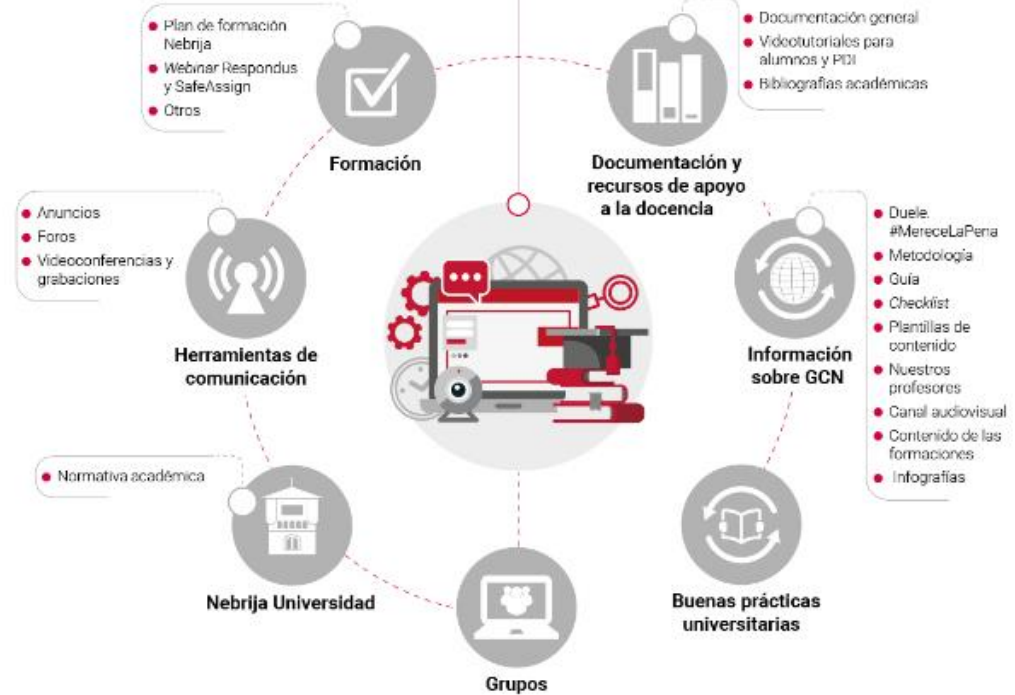 Plan de formación
Nebrija
Webinar Respondus
y SafeAssign
Otros
Formación
Documentación general
Videotutoriales para
alumnos y PDI
Bibliografías académicas
Documentación y
recursos de apoyo
a la docencia
Anuncios
Foros
Videoconferencias y
grabaciones
Herramientas de
comunicación
Duele.
#MereceLaPena
Metodología
Guía
Checklist
Plantillas de
contenido
Nuestros
profesores
Canal audiovisual
Contenido de las
formaciones
Infografías
Información
sobre GCN
Normativa académica
Nebrija Universidad
Grupos
Buenas prácticas
universitarias